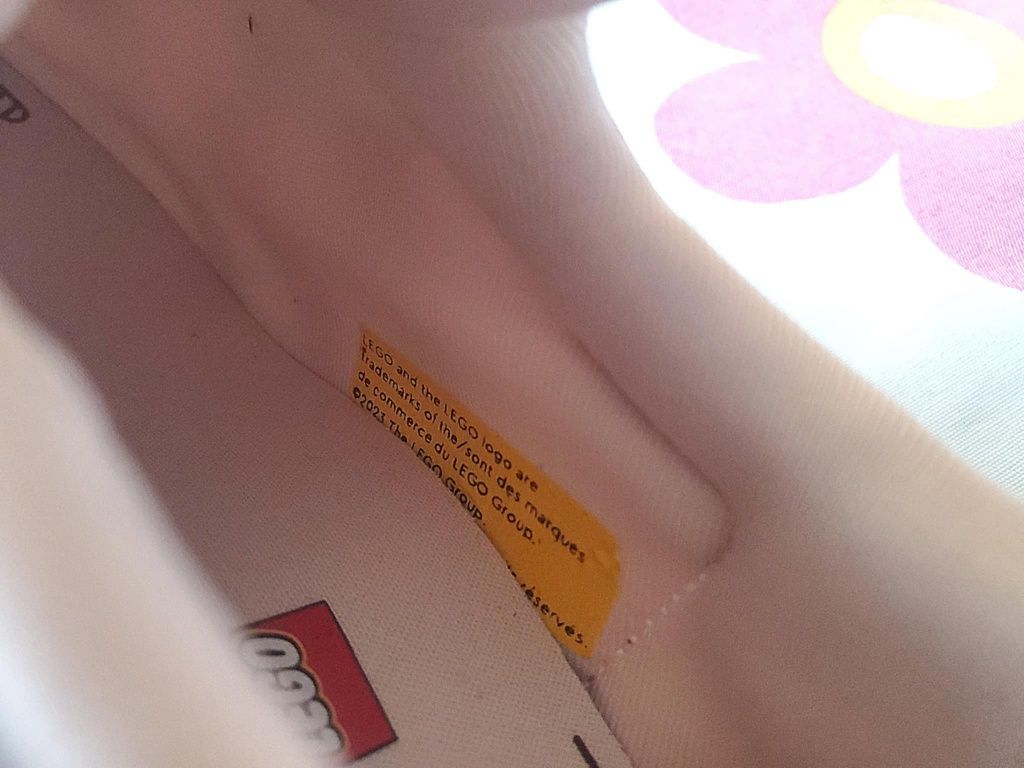 LEGO and the LEGO logo are
Trademarks of the/sont des marques
de commerce du LEGO Group.
©2023 The LEGO Group.
réservés.
LEGO